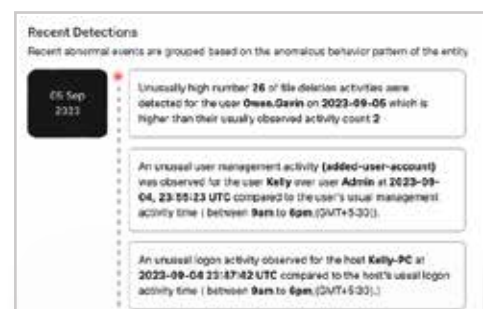 Recent Detections
Recent abnormal events are grouped based on the anomalous behavior pattern of the entity
05 Sep
2023
Unusually high number 26 of file deletion activities were
detected for the user Owen.Gavin on 2023-09-05 which is
higher than their usually observed activity count 2
An unusual user management activity (added-user-account)
was observed for the user Kelly over user Admin at 2023-09-
04, 23:55:23 UTC compared to the user's usual management
activity time ( between 9am to 6pm,(GMT+5:30)).
An unusual logon activity observed for the host Kelly-PC at
2023-09-04 23:47:42 UTC compared to the host's usual logon
activity time ( between 9am to 6pm,(GMT+5:30).)